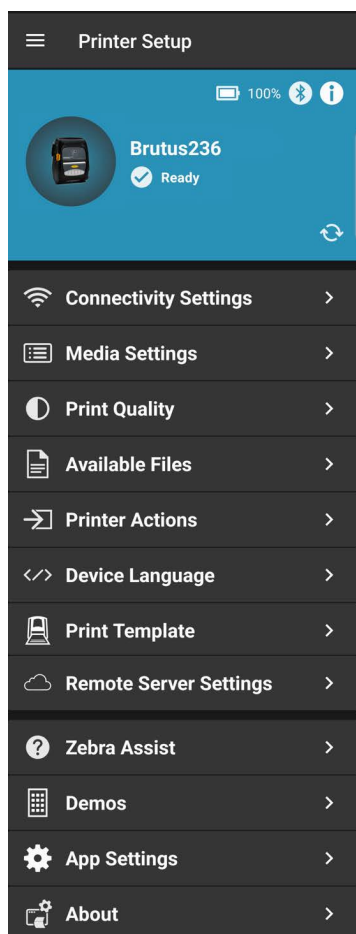 Printer Setup
100%
Brutus236
Ready
Connectivity Settings
Media Settings
Print Quality
Available Files
Printer Actions
Device Language
Print Template
Remote Server Settings
Zebra Assist
Demos
App Settings
About